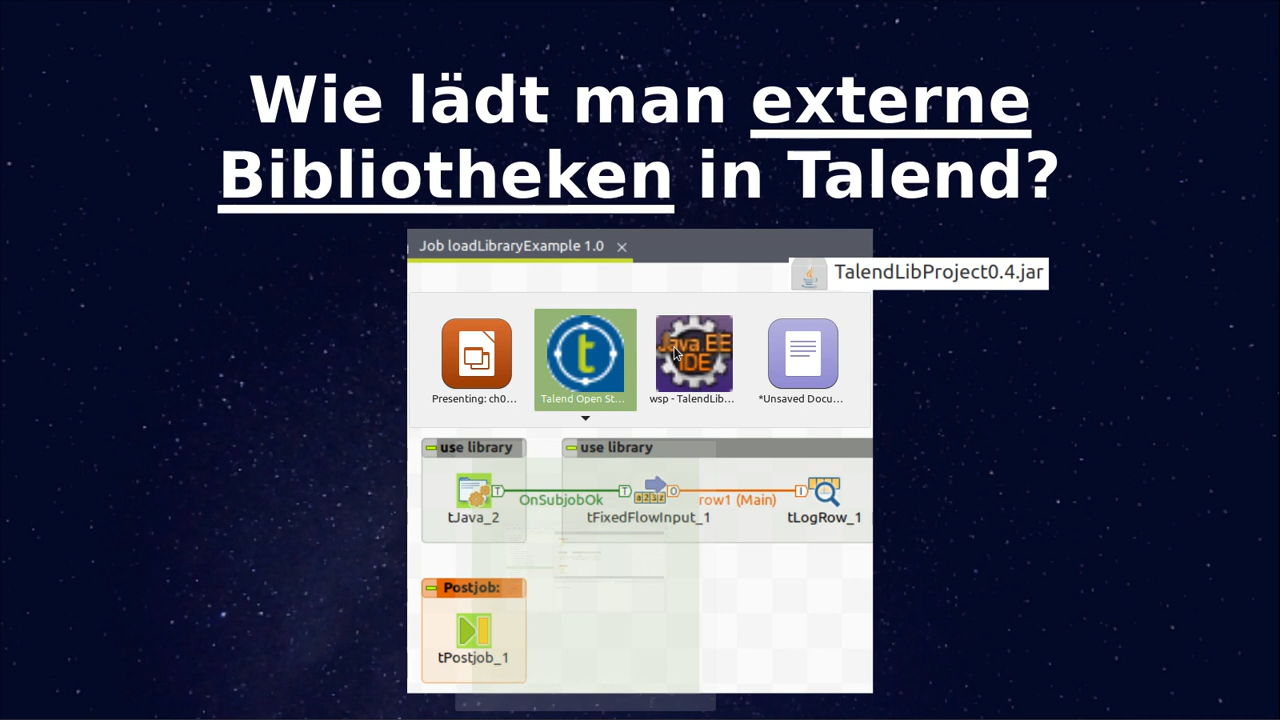 Wie lädt man externe
Bibliotheken in Talend?
Job loadLibraryExample 1.0
TalendLibProject0.4.jar
Java EE
IDE
Presenting: ch0...
Talend Open St...
wsp - TalendLib...
*Unsaved Docu...
use library
use library
OnSubjobOk
row1 (Main)
tJava_2
tFixedFlowInput_1
tLogRow_1
Postjob:
tPostjob_1